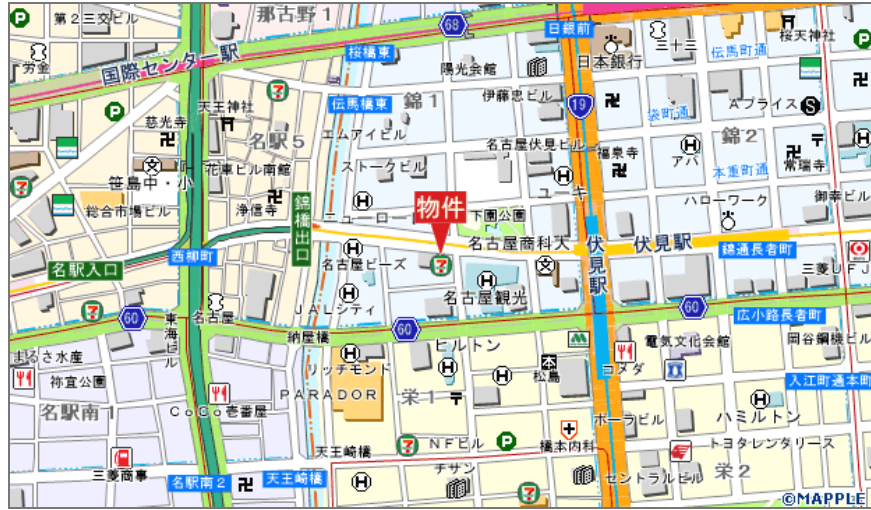 第2三交ビル
那古野1
68
日銀前
三十三
桜天神社
労金
国際センター駅
桜橋東
陽光会館
日本銀行
伝馬町通
天王神社
慈光寺
伝馬橋東
錦1
伊藤忠ビル
19
袋町通
Aプライス
S
名駅5
エムアイビル
名古屋伏見ビル
錦2
笹島中・小
花車ビル南館
ストークビル
福泉寺
アパ
本重町通
常瑞寺
ユーキ
総合市場ビル
浄信寺
錦橋出口
ニューロー
物件
下園公園
ハローワーク
御幸ビル
名古屋商科大
伏見駅
伏見駅
錦通長者町
名駅入口
西柳町
名古屋ビーズ
三菱UFJ
60
名古屋
JALシティ
名古屋観光
60
広小路長者町
東海ビル
納屋橋
60
ヒルトン
電気文化会館
岡谷鋼機ビル
まるさ水産
祢宜公園
リッチモンド
松島
コメダ
入江町通本町
名駅南1
CoCo壱番屋
PARADOR
栄1
ポーラビル
ハミルトン
天王崎橋
NFビル
橋本内科
トヨタレンタリース
三菱商事
名駅南2
天王崎橋
チサン
セントラルビル
栄2
©MAPPLE